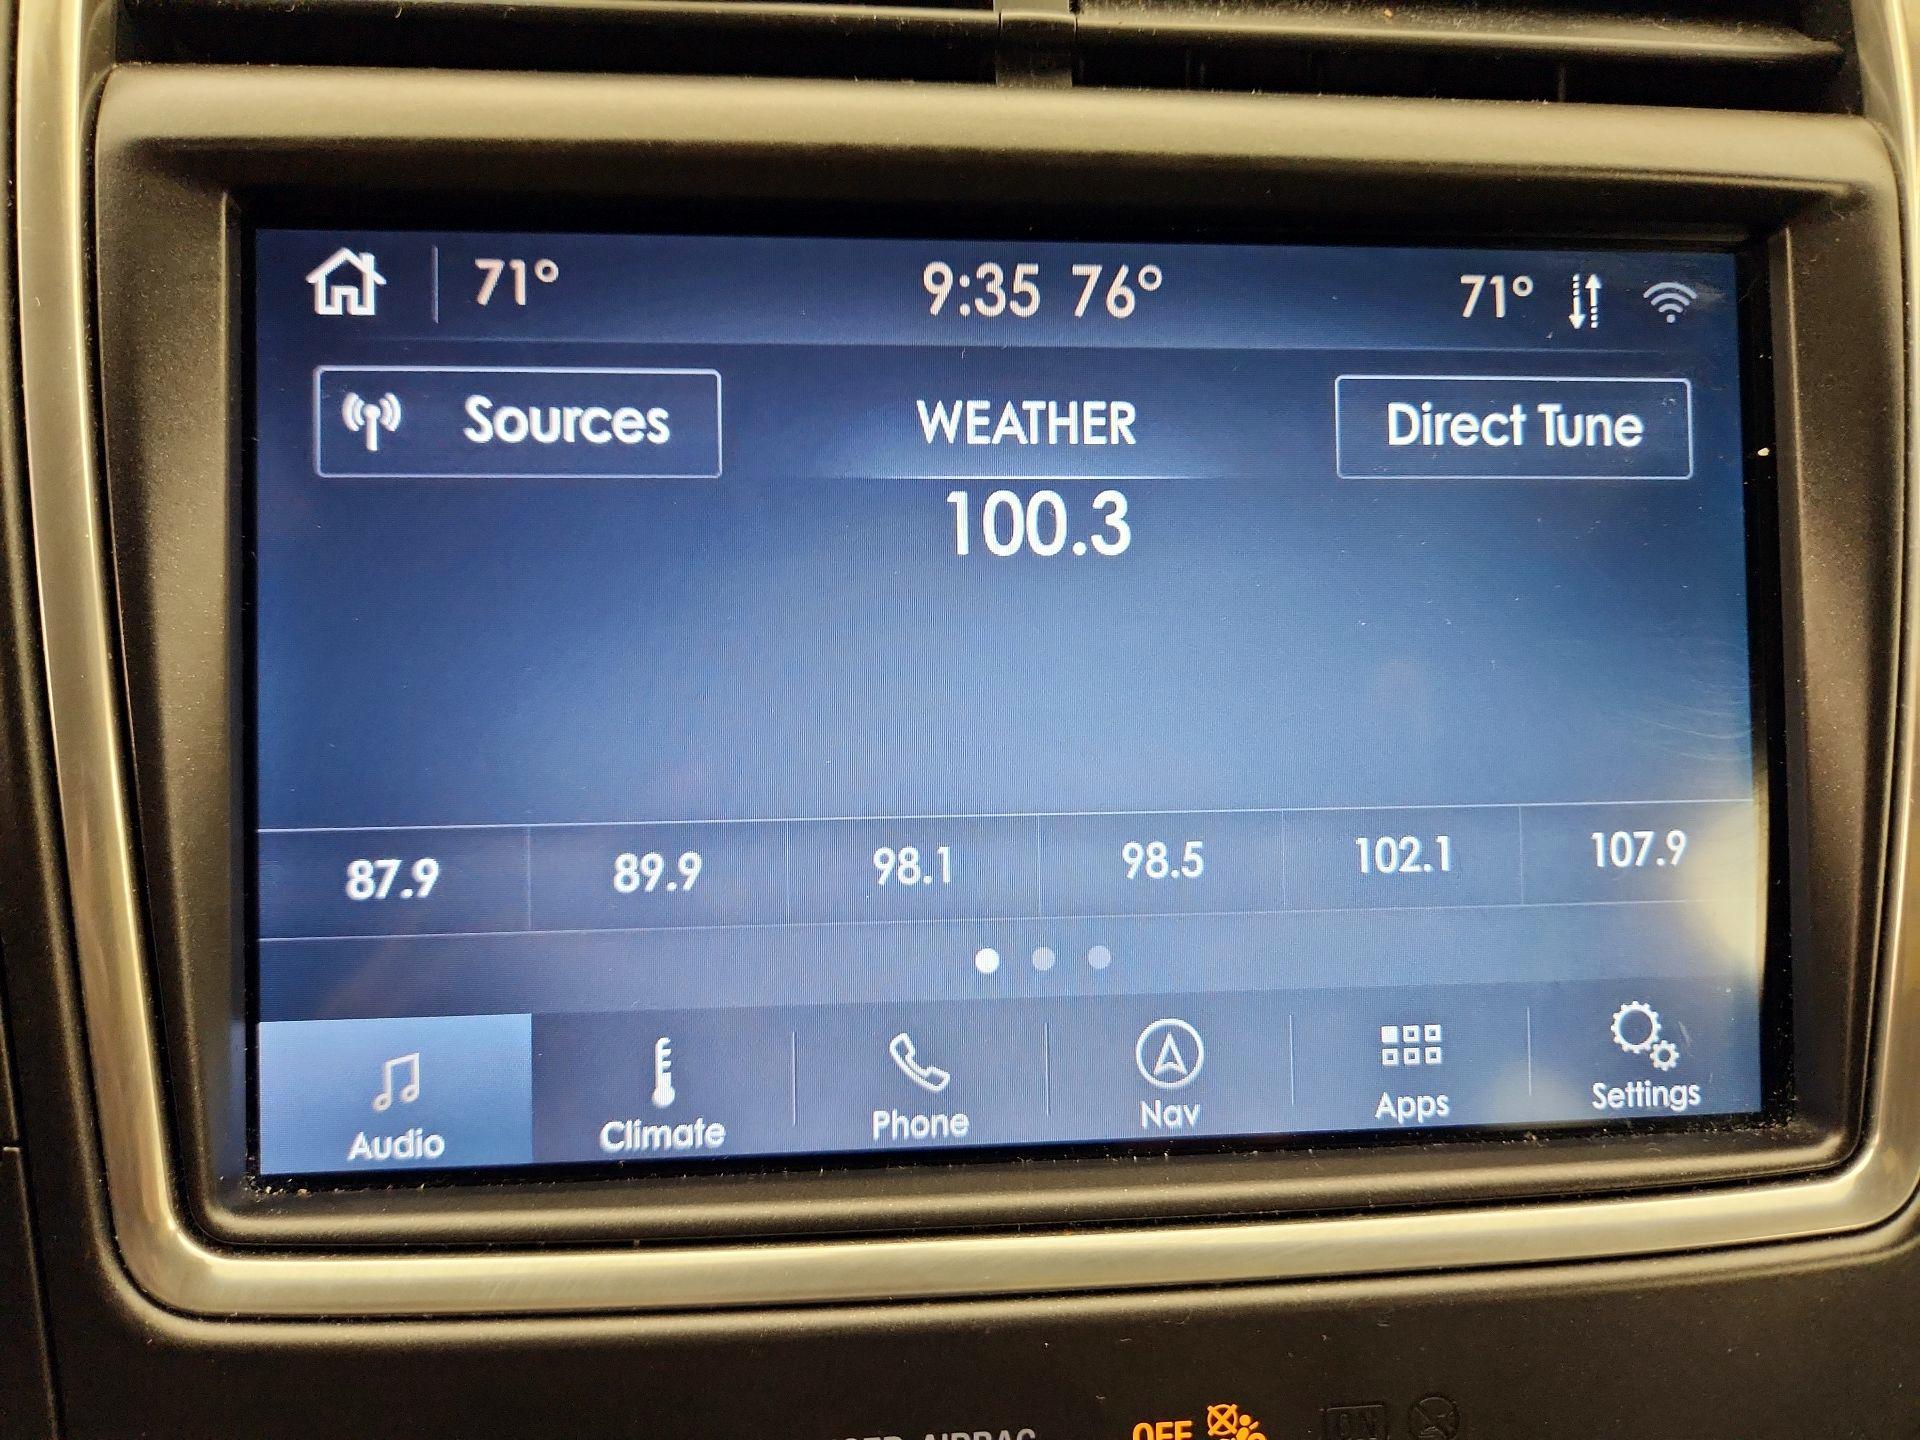 71° 9:35 76° 71°
Sources WEATHER Direct Tune
100.3
87.9 89.9 98.1 98.5 102.1 107.9
Audio Climate Phone Nav Apps Settings
AIRBAG OFF